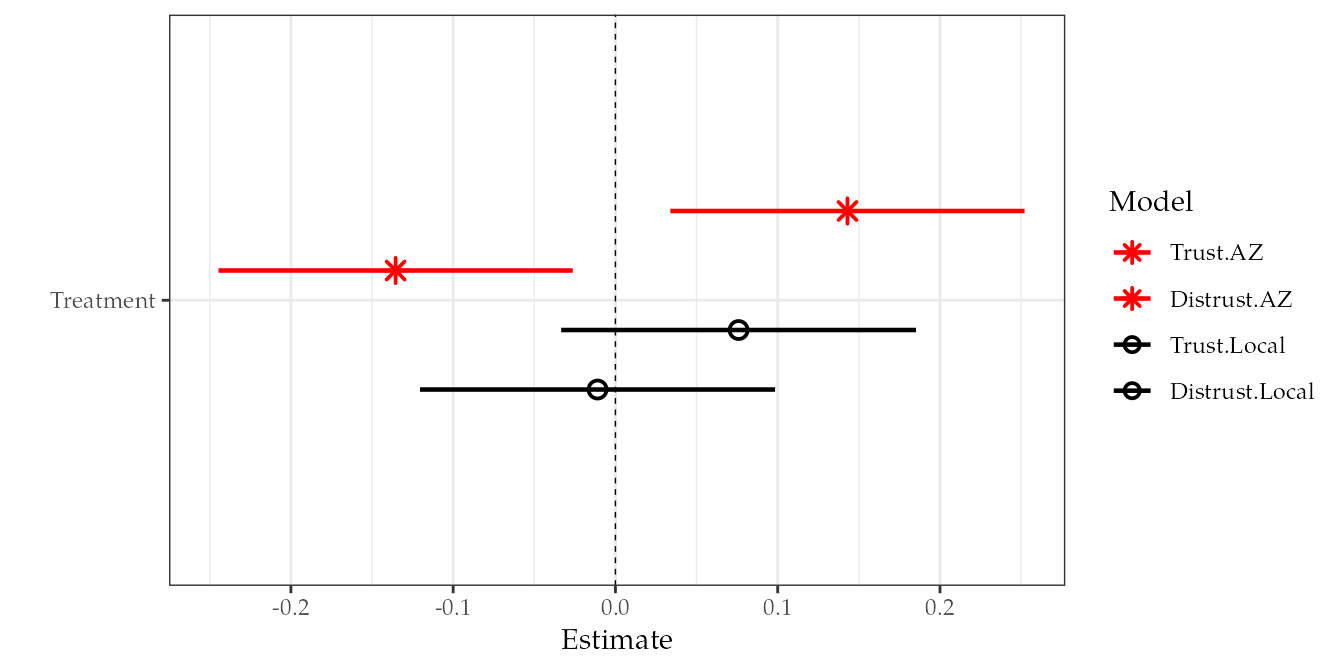 Treatment
-0.2
-0.1
0.0
0.1
0.2
Estimate
Model
Trust.AZ
Distrust.AZ
Trust.Local
Distrust.Local